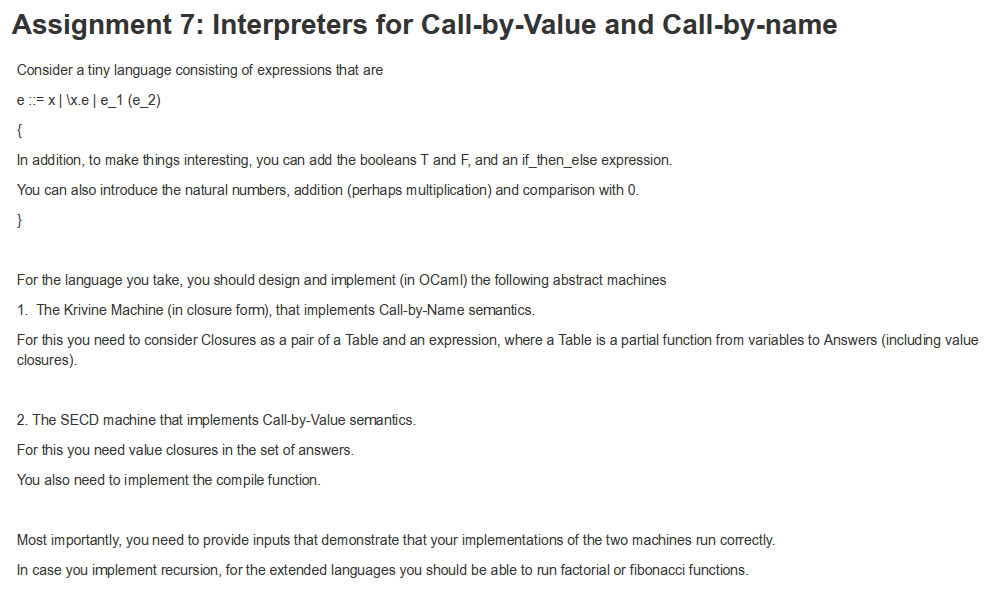 Assignment 7: Interpreters for Call-by-Value and Call-by-name
Consider a tiny language consisting of expressions that are
e ::= x | \x.e | e_1 (e_2)
{
In addition, to make things interesting, you can add the booleans T and F, and an if_then_else expression.
You can also introduce the natural numbers, addition (perhaps multiplication) and comparison with 0.
}
For the language you take, you should design and implement (in OCaml) the following abstract machines
1.  The Krivine Machine (in closure form), that implements Call-by-Name semantics.
For this you need to consider Closures as a pair of a Table and an expression, where a Table is a partial function from variables to Answers (including value
closures).
2. The SECD machine that implements Call-by-Value semantics.
For this you need value closures in the set of answers.
You also need to implement the compile function.
Most importantly, you need to provide inputs that demonstrate that your implementations of the two machines run correctly.
In case you implement recursion, for the extended languages you should be able to run factorial or fibonacci functions.